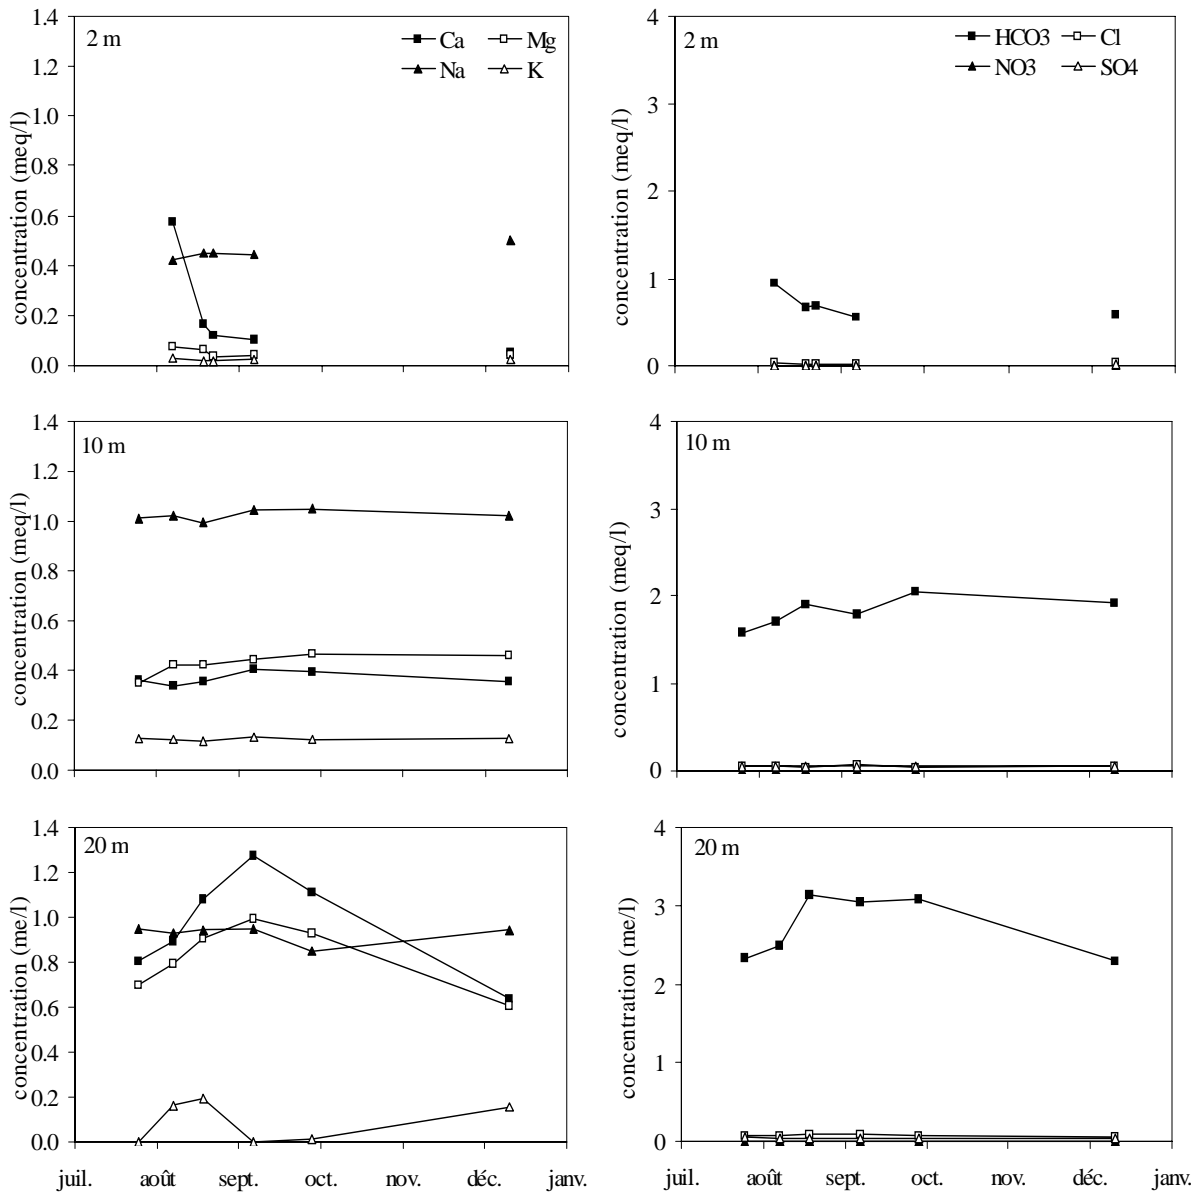 2 m
Ca Mg
Na K
1.4
1.2
1.0
0.8
0.6
0.4
0.2
0.0
concentration (meq/l)
2 m
HCO3 Cl
NO3 SO4
4
3
2
1
0
concentration (meq/l)
10 m
1.4
1.2
1.0
0.8
0.6
0.4
0.2
0.0
concentration (meq/l)
10 m
4
3
2
1
0
concentration (meq/l)
20 m
1.4
1.2
1.0
0.8
0.6
0.4
0.2
0.0
concentration (me/l)
juil. août sept. oct. nov. déc. janv.
20 m
4
3
2
1
0
concentration (me/l)
juil. août sept. oct. nov. déc. janv.